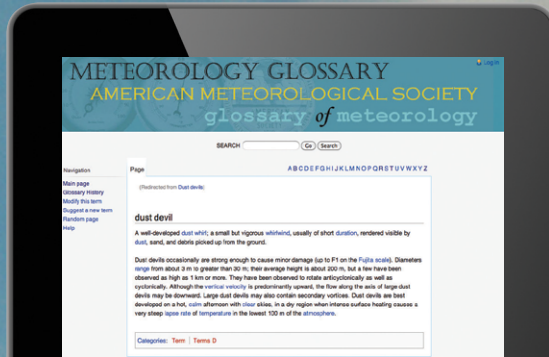 Log in
METEOROLOGY GLOSSARY
AMERICAN METEOROLOGICAL SOCIETY
glossary of meteorology
SEARCH Go Search
Navigation
Main page
Glossary History
Modify this term
Suggest a new term
Random page
Help
Page
A B C D E F G H I J K L M N O P Q R S T U V W X Y Z
(Redirected from Dust devils)
dust devil
A well-developed dust whirl; a small but vigorous whirlwind, usually of short duration, rendered visible by
dust, sand, and debris picked up from the ground.
Dust devils occasionally are strong enough to cause minor damage (up to F1 on the Fujita scale). Diameters
range from about 3 m to greater than 30 m; their average height is about 200 m, but a few have been
observed as high as 1 km or more. They have been observed to rotate anticyclonically as well as
cyclonically. Although the vertical velocity is predominantly upward, the flow along the axis of large dust
devils may be downward. Large dust devils may also contain secondary vortices. Dust devils are best
developed on a hot, calm afternoon with clear skies, in a dry region when intense surface heating causes a
very steep lapse rate of temperature in the lowest 100 m of the atmosphere.
Categories: Term | Terms D